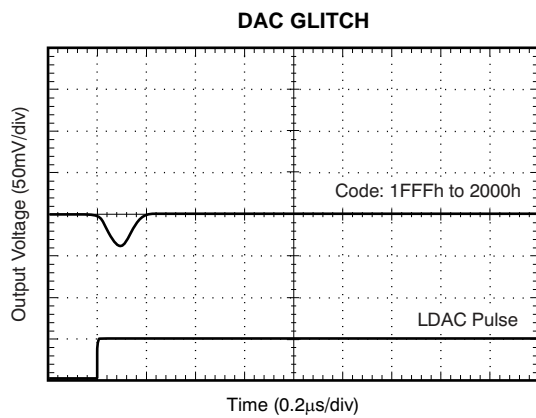 DAC GLITCH
Output Voltage (50mV/div)
Code: 1FFFh to 2000h
LDAC Pulse
Time (0.2μs/div)